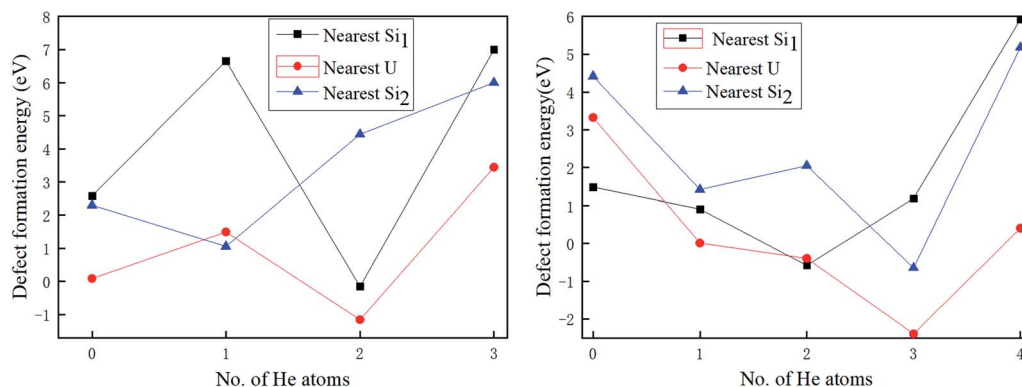 8
7
6
5
4
3
2
1
0
-1
Defect formation energy (eV)
Nearest Si1
Nearest U
Nearest Si2
0 1 2 3
No. of He atoms
6
5
4
3
2
1
0
-1
-2
Defect formation energy(eV)
Nearest Si1
Nearest U
Nearest Si2
0 1 2 3 4
No. of He atoms